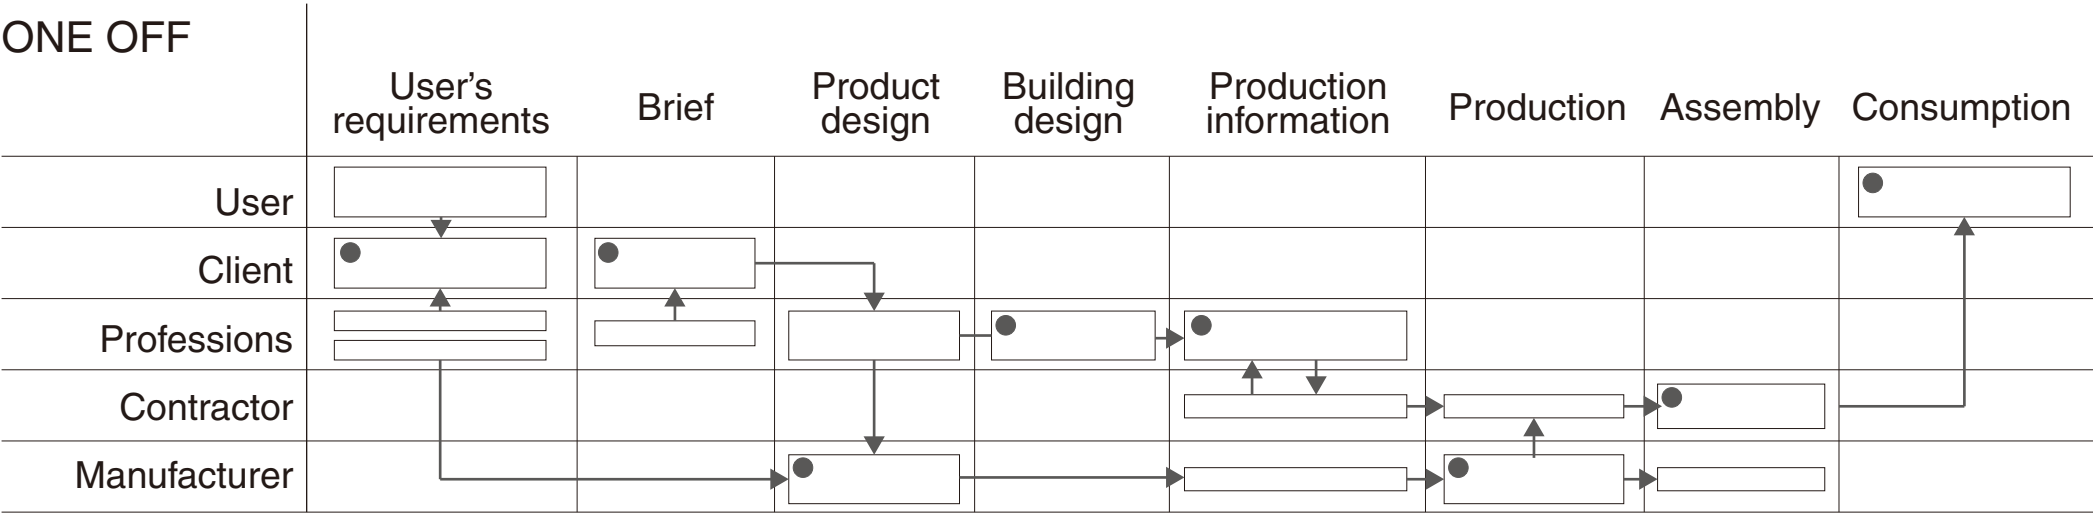 ONE OFF
User’s
requirements
Brief
Product
design
Building
design
Production
information
Production
Assembly
Consumption
User
Client
Professions
Contractor
Manufacturer